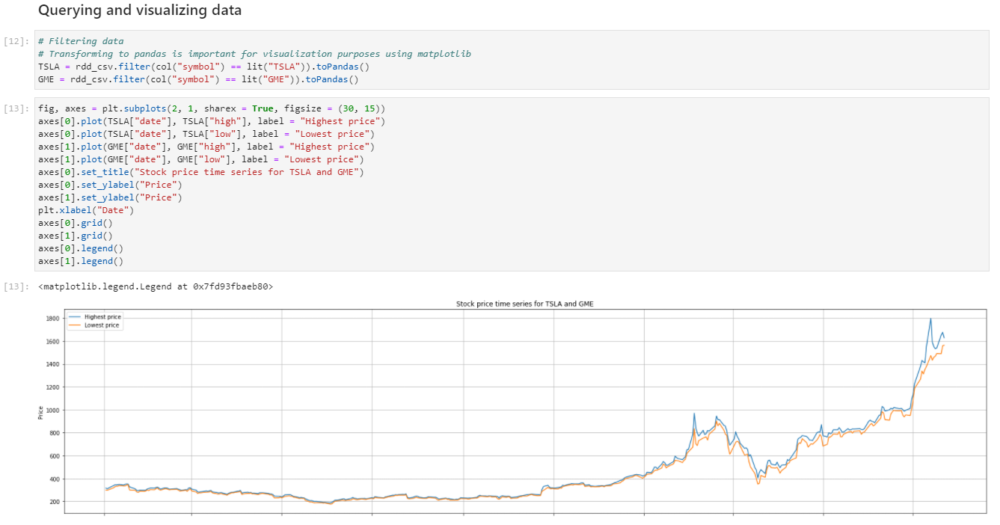 Querying and visualizing data
[12]:
# Filtering data
# Transforming to pandas is important for visualization purposes using matplotlib
TSLA = rdd_csv.filter(col("symbol") == lit("TSLA")).toPandas()
GME = rdd_csv.filter(col("symbol") == lit("GME")).toPandas()
[13]:
fig, axes = plt.subplots(2, 1, sharex = True, figsize = (30, 15))
axes[0].plot(TSLA["date"], TSLA["high"], label = "Highest price")
axes[0].plot(TSLA["date"], TSLA["low"], label = "Lowest price")
axes[1].plot(GME["date"], GME["high"], label = "Highest price")
axes[1].plot(GME["date"], GME["low"], label = "Lowest price")
axes[0].set_title("Stock price time series for TSLA and GME")
axes[0].set_ylabel("Price")
axes[1].set_ylabel("Price")
plt.xlabel("Date")
axes[0].grid()
axes[1].grid()
axes[0].legend()
axes[1].legend()
[13]:
<matplotlib.legend.Legend at 0x7fd93fbaeb80>
Stock price time series for TSLA and GME
Highest price
Lowest price
Price
1800
1600
1400
1200
1000
800
600
400
200